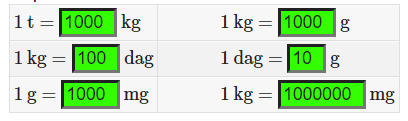 1 t = 1000 kg 1 kg = 1000 g
1 kg = 100 dag 1 dag = 10 g
1 g = 1000 mg 1 kg = 1000000 mg